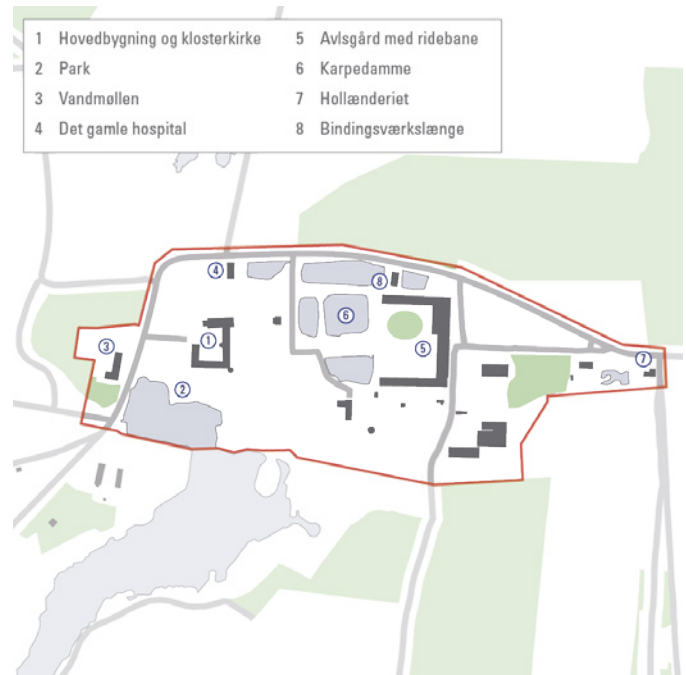 1 Hovedbygning og klosterkirke
2 Park
3 Vandmøllen
4 Det gamle hospital
5 Avlsgård med ridebane
6 Karpedamme
7 Hollænderiet
8 Bindingsværkslænge
4
8
6
1
5
3
7
2